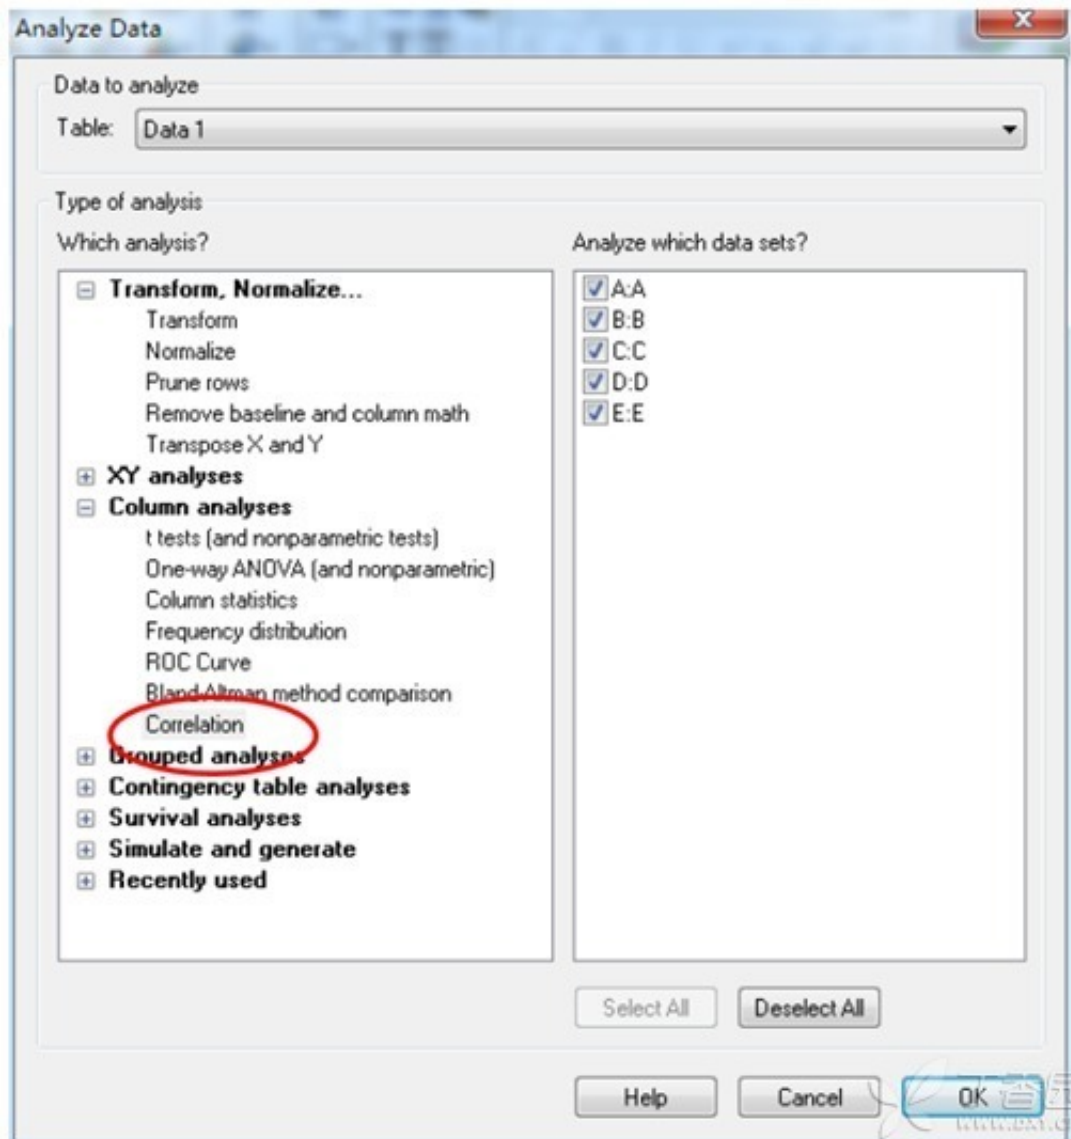 Analyze Data
Data to analyze
Table: Data 1
Type of analysis
Which analysis?
Analyze which data sets?
Transform, Normalize...
Transform
Normalize
Prune rows
Remove baseline and column math
Transpose X and Y
XY analyses
Column analyses
t tests (and nonparametric tests)
One-way ANOVA (and nonparametric)
Column statistics
Frequency distribution
ROC Curve
Bland-Altman method comparison
Correlation
Grouped analyses
Contingency table analyses
Survival analyses
Simulate and generate
Recently used
A:A
B:B
C:C
D:D
E:E
Select All
Deselect All
Help
Cancel
OK